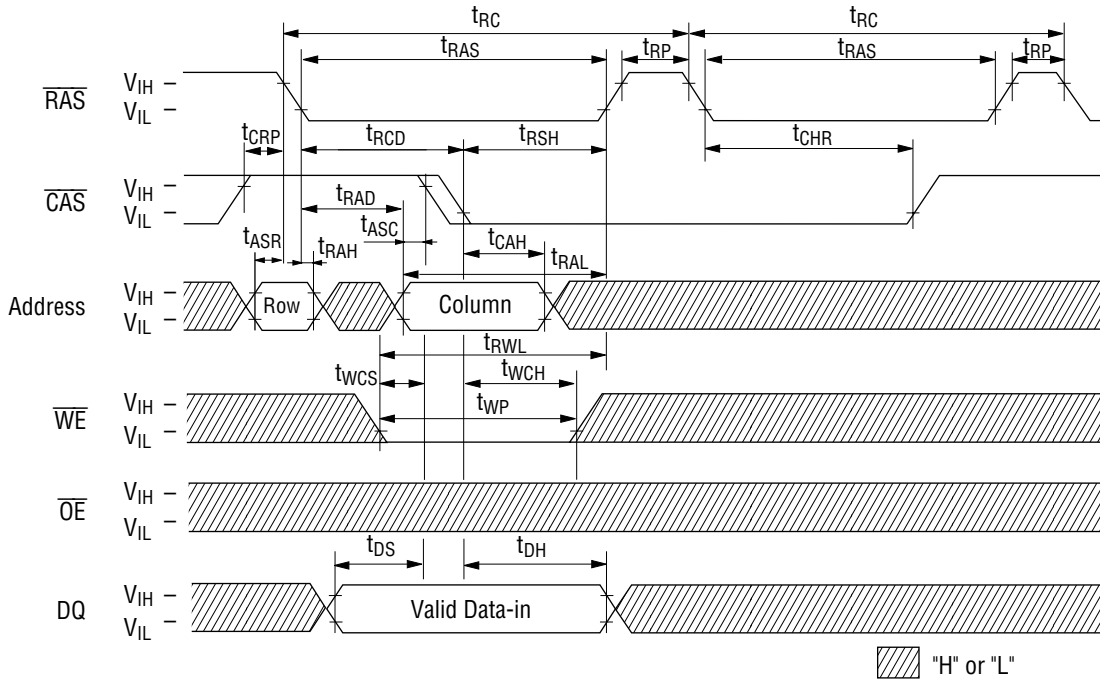 tRC tRC
tRAS tRP tRAS tRP
RAS VIH VIL
tCRP tRCD tRSH tCHR
CAS VIH VIL
tRAD
tASR tRAH tASC tCAH tRAL
Address VIH VIL Row Column
tRWL
tWCS tWCH
tWP
WE VIH VIL
OE VIH VIL
tDS tDH
DQ VIH VIL Valid Data-in
"H" or "L"